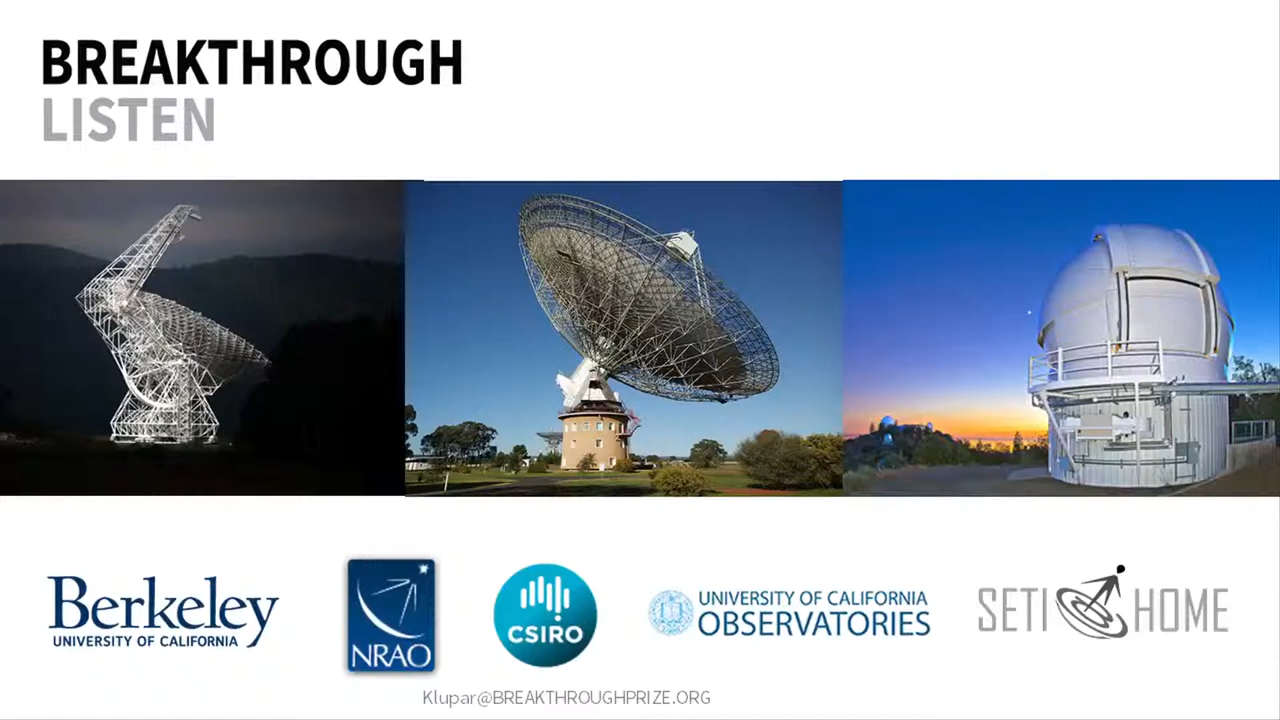 BREAKTHROUGH
LISTEN
Berkeley
UNIVERSITY OF CALIFORNIA
NRAO
CSIRO
UNIVERSITY OF CALIFORNIA
OBSERVATORIES
SETI HOME
Klupar@BREAKTHROUGHPRIZE.ORG